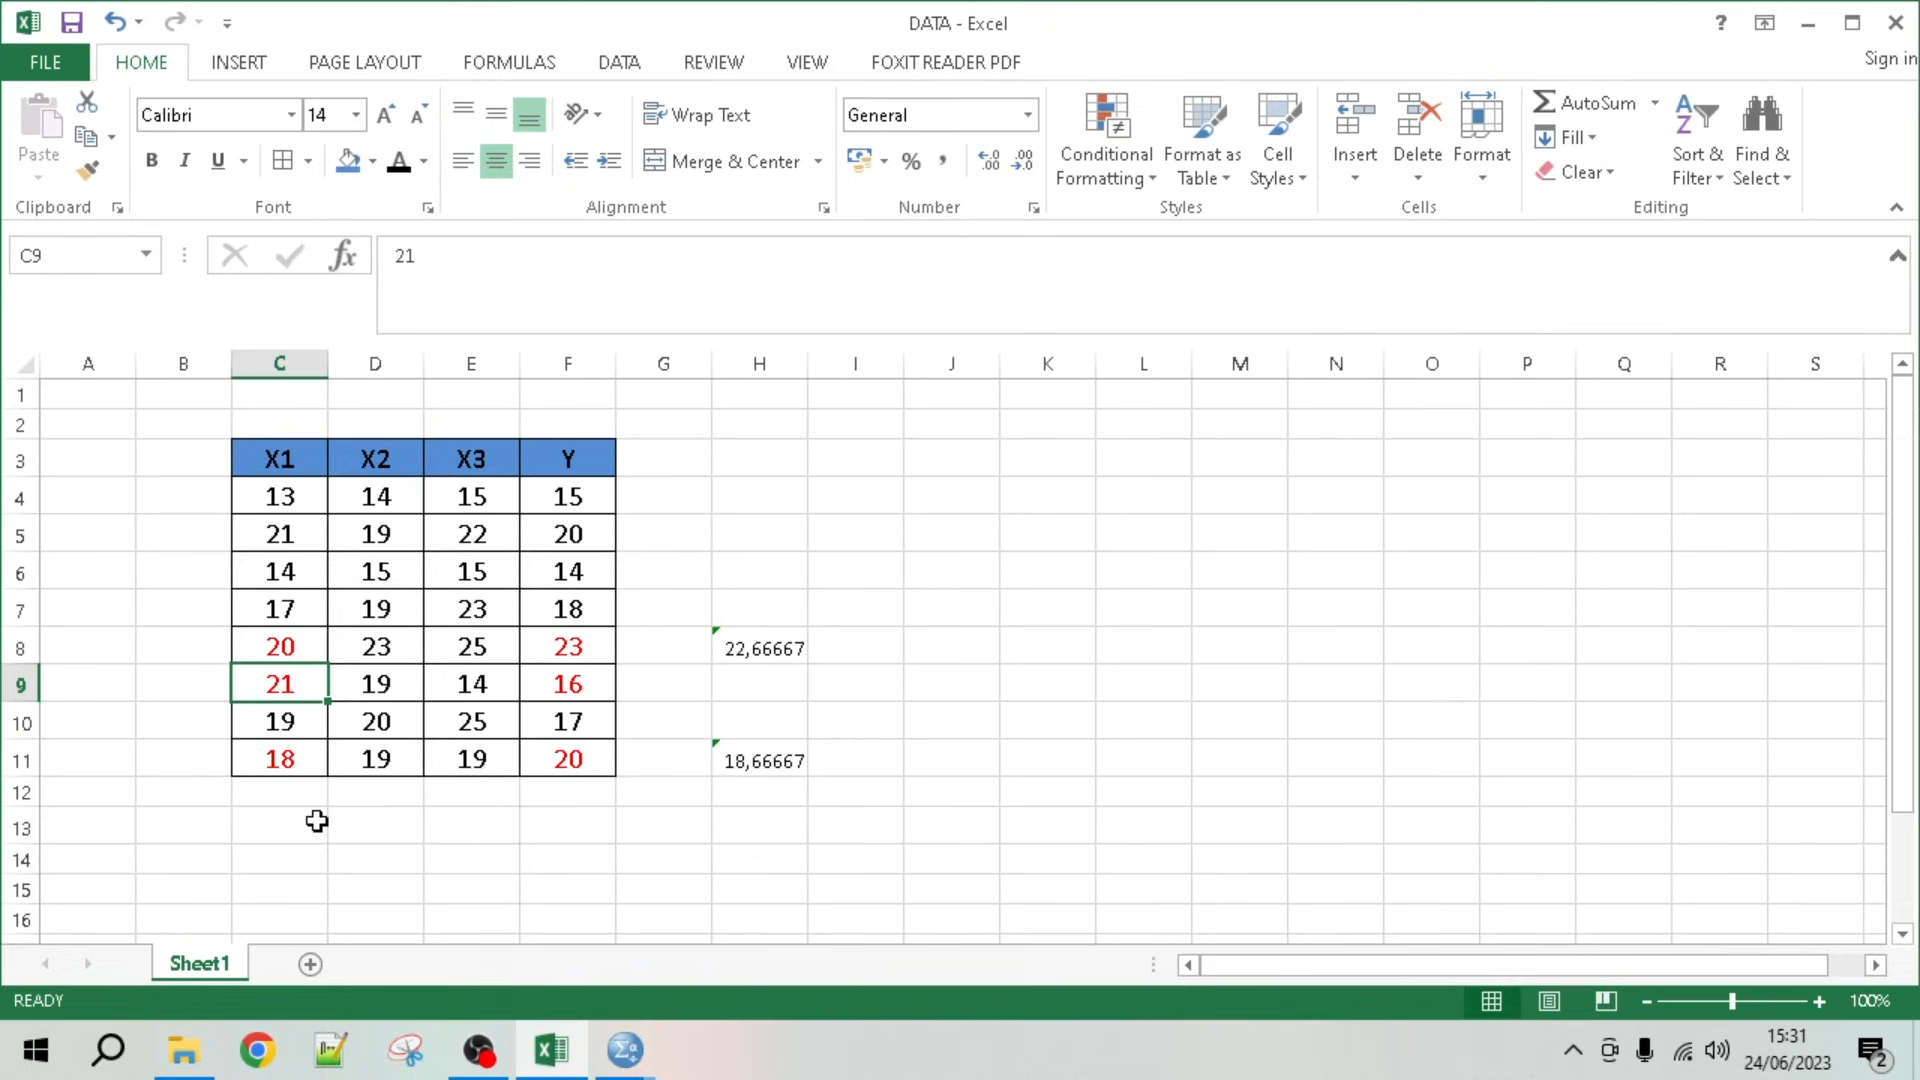 DATA - Excel
?
Sign in
FILE HOME INSERT PAGE LAYOUT FORMULAS DATA REVIEW VIEW FOXIT READER PDF
Paste
Clipboard
Calibri 14
B I U
Font
Wrap Text
Merge & Center
Alignment
General
%
Number
Conditional Formatting
Format as Table
Cell Styles
Styles
Insert Delete Format
Cells
AutoSum
Fill
Clear
Sort & Filter
Find & Select
Editing
C9 fx 21
A B C D E F G H I J K L M N O P Q R S
1
2
3 X1 X2 X3 Y
4 13 14 15 15
5 21 19 22 20
6 14 15 15 14
7 17 19 23 18
8 20 23 25 23 22,66667
9 21 19 14 16
10 19 20 25 17
11 18 19 19 20 18,66667
12
13
14
15
16
Sheet1
READY 100%
15:31
24/06/2023
2